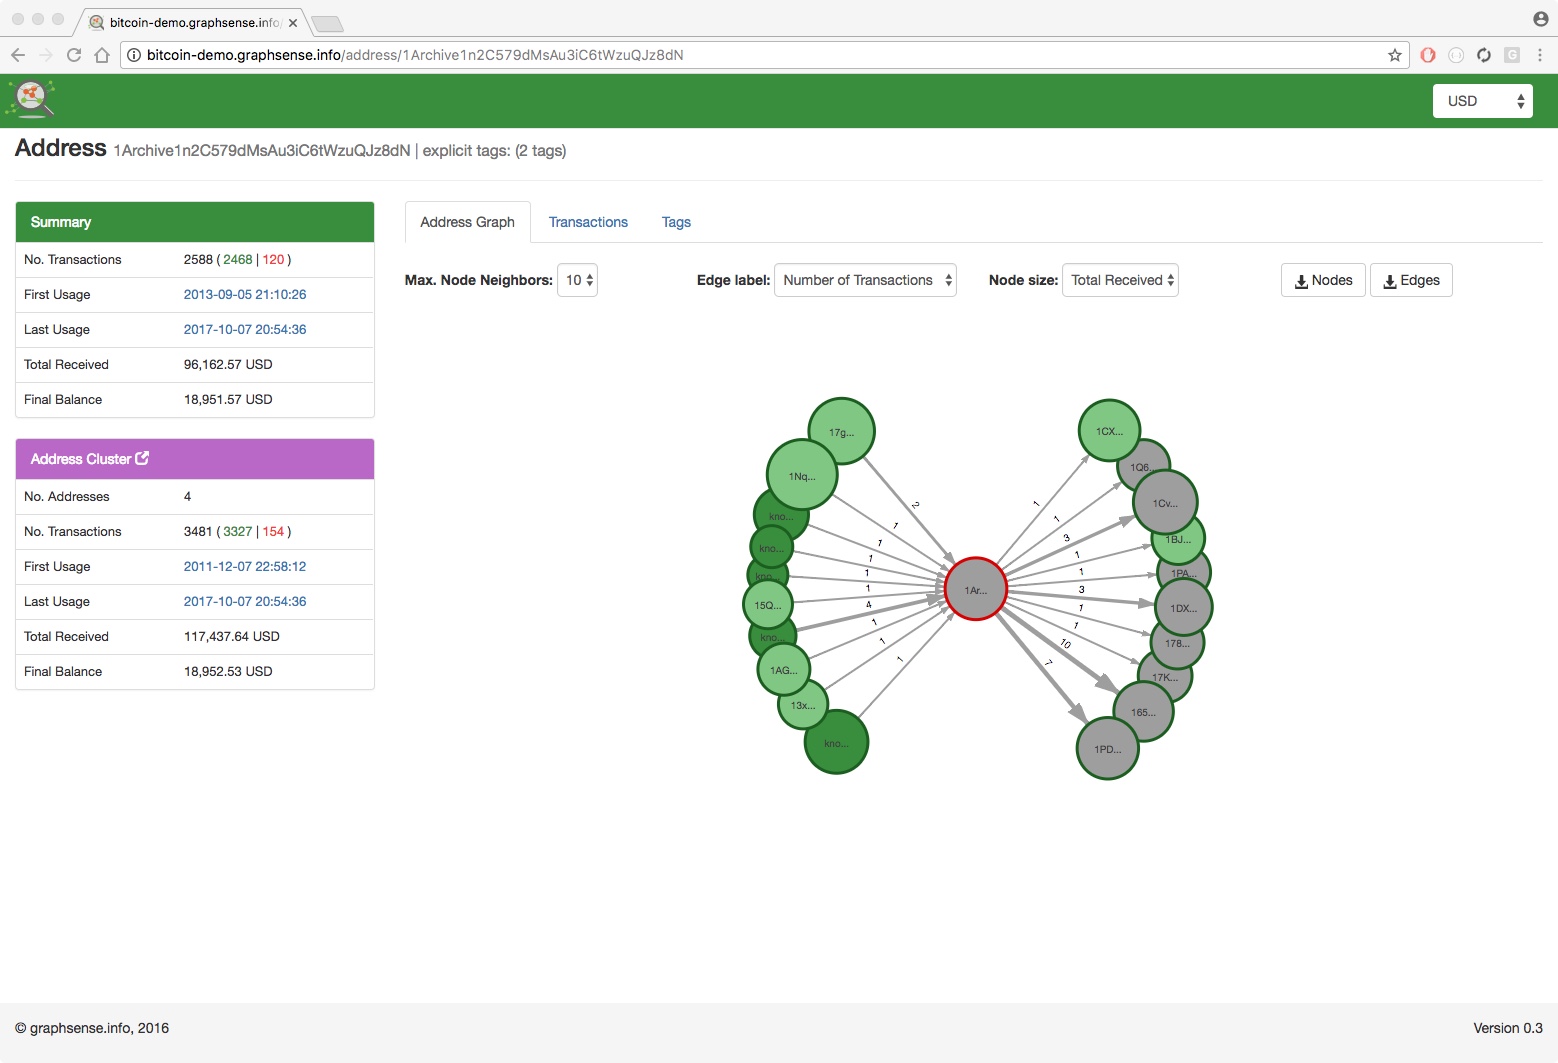 bitcoin-demo.graphsense.info/
bitcoin-demo.graphsense.info/address/1Archive1n2C579dMsAu3iC6tWzuQJz8dN
USD
Address 1Archive1n2C579dMsAu3iC6tWzuQJz8dN | explicit tags: (2 tags)
Summary
No. Transactions 2588 ( 2468 | 120 )
First Usage 2013-09-05 21:10:26
Last Usage 2017-10-07 20:54:36
Total Received 96,162.57 USD
Final Balance 18,951.57 USD
Address Cluster
No. Addresses 4
No. Transactions 3481 ( 3327 | 154 )
First Usage 2011-12-07 22:58:12
Last Usage 2017-10-07 20:54:36
Total Received 117,437.64 USD
Final Balance 18,952.53 USD
Address Graph Transactions Tags
Max. Node Neighbors: 10 Edge label: Number of Transactions Node size: Total Received Nodes Edges
17g...
1Nq...
kno...
kno...
kno...
15Q...
kno...
1AG...
13x...
kno...
2
1
1
1
1
1
4
1
1
1
1Ar...
1
1
3
1
1
3
1
1
10
7
1CX...
1Q6...
1Cv...
1BJ...
1PA...
1DX...
178...
17K...
165...
1PD...
© graphsense.info, 2016
Version 0.3